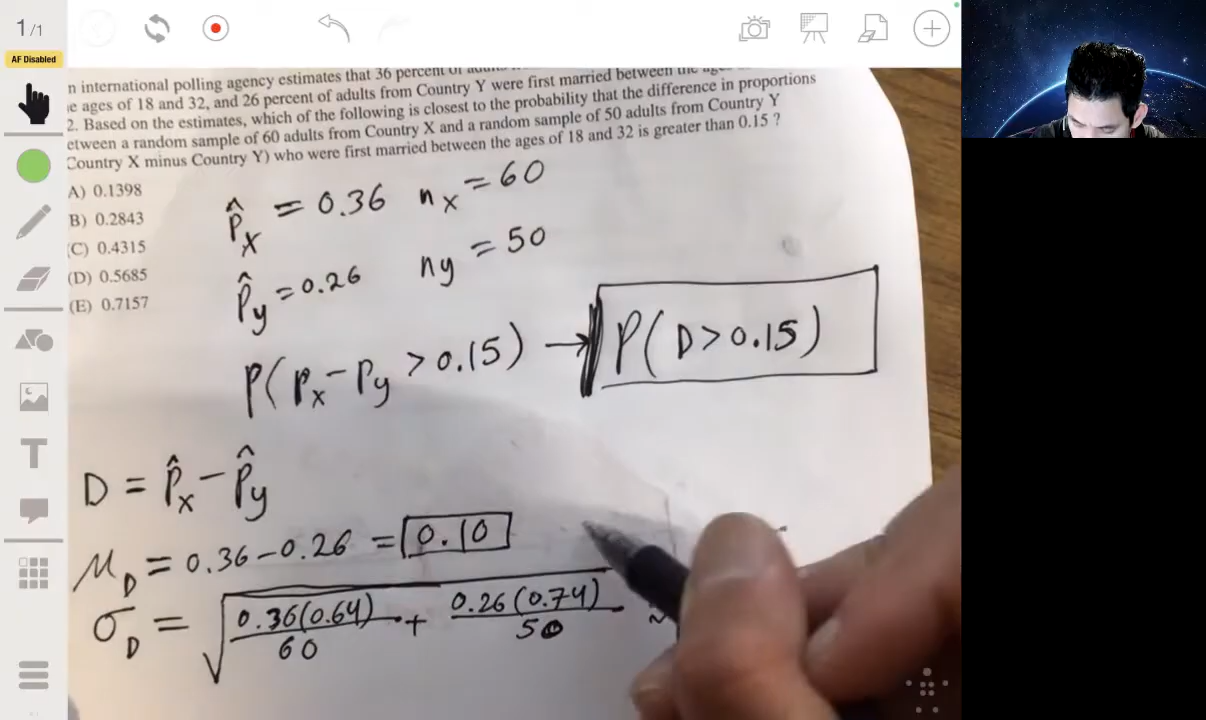 1/1
AF Disabled
n international polling agency estimates that 36 percent of
e ages of 18 and 32, and 26 percent of adults from Country Y were first married between the
2. Based on the estimates, which of the following is closest to the probability that the difference in proportions
etween a random sample of 60 adults from Country X and a random sample of 50 adults from Country Y
Country X minus Country Y) who were first married between the ages of 18 and 32 is greater than 0.15 ?
A) 0.1398
B) 0.2843
(C) 0.4315
(D) 0.5685
(E) 0.7157
p̂x = 0.36 nx = 60
p̂y = 0.26 ny = 50
P(px - py > 0.15) → P(D > 0.15)
D = p̂x - p̂y
μD = 0.36 - 0.26 = 0.10
σD = √(0.36(0.64)/60 + 0.26(0.74)/50) ≈
T